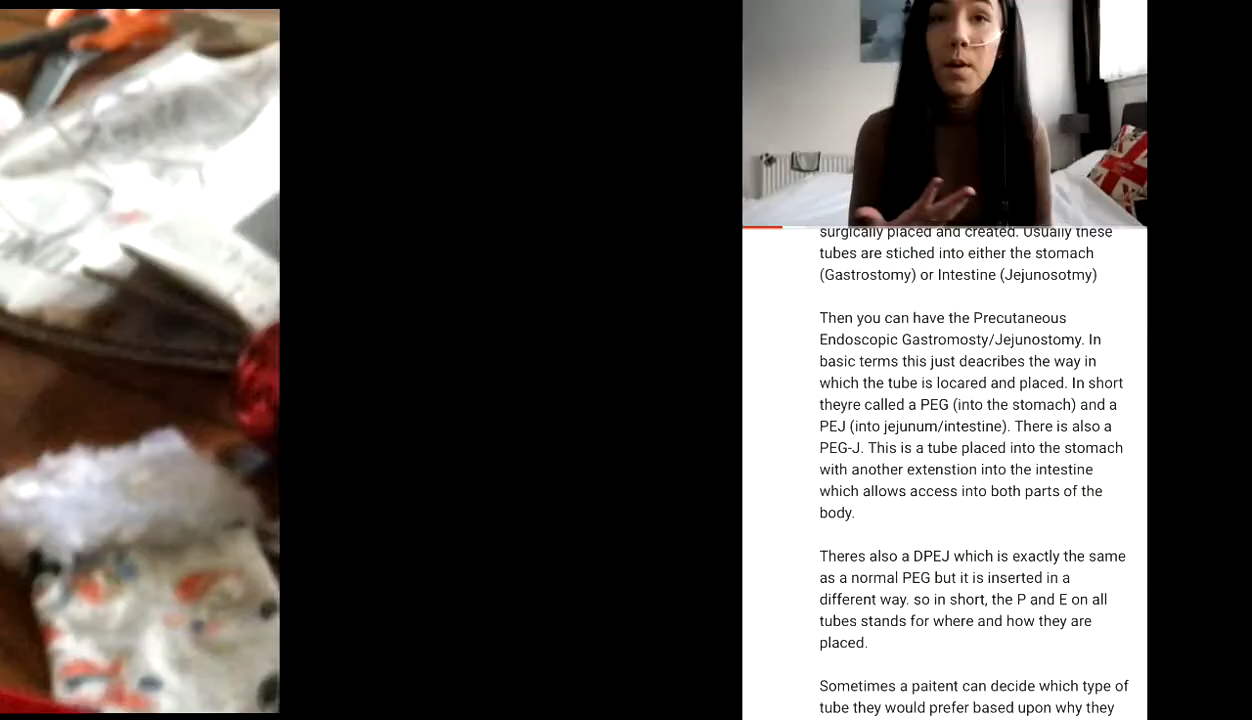 surgically placed and created. Usually these
tubes are stiched into either the stomach
(Gastrostomy) or Intestine (Jejunosotmy)
Then you can have the Precutaneous
Endoscopic Gastromosty/Jejunostomy. In
basic terms this just deacribes the way in
which the tube is locared and placed. In short
theyre called a PEG (into the stomach) and a
PEJ (into jejunum/intestine). There is also a
PEG-J. This is a tube placed into the stomach
with another extenstion into the intestine
which allows access into both parts of the
body.
Theres also a DPEJ which is exactly the same
as a normal PEG but it is inserted in a
different way. so in short, the P and E on all
tubes stands for where and how they are
placed.
Sometimes a paitent can decide which type of
tube they would prefer based upon why they